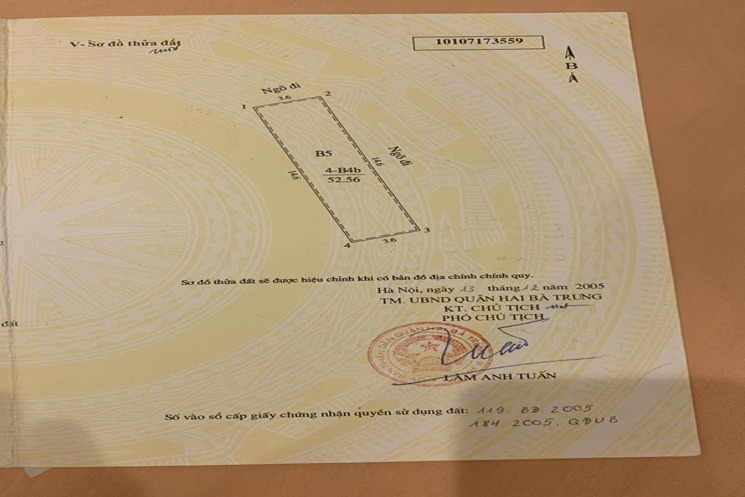 V- Sơ đồ thửa đất
10107173559
B
Ngõ đi
1
3.6
2
B5
4-B4b
52.56
14.6
14.6
Ngõ đi
4
3.6
3
Sơ đồ thửa đất sẽ được hiệu chỉnh khi có bản đồ địa chính chính quy.
Hà Nội, ngày 13 tháng 12 năm 2005
TM. UBND QUẬN HAI BÀ TRƯNG
KT. CHỦ TỊCH
PHÓ CHỦ TỊCH
LÂM ANH TUẤN
đất
Số vào sổ cấp giấy chứng nhận quyền sử dụng đất: 119. BĐ 2005
184.2005.QĐUB